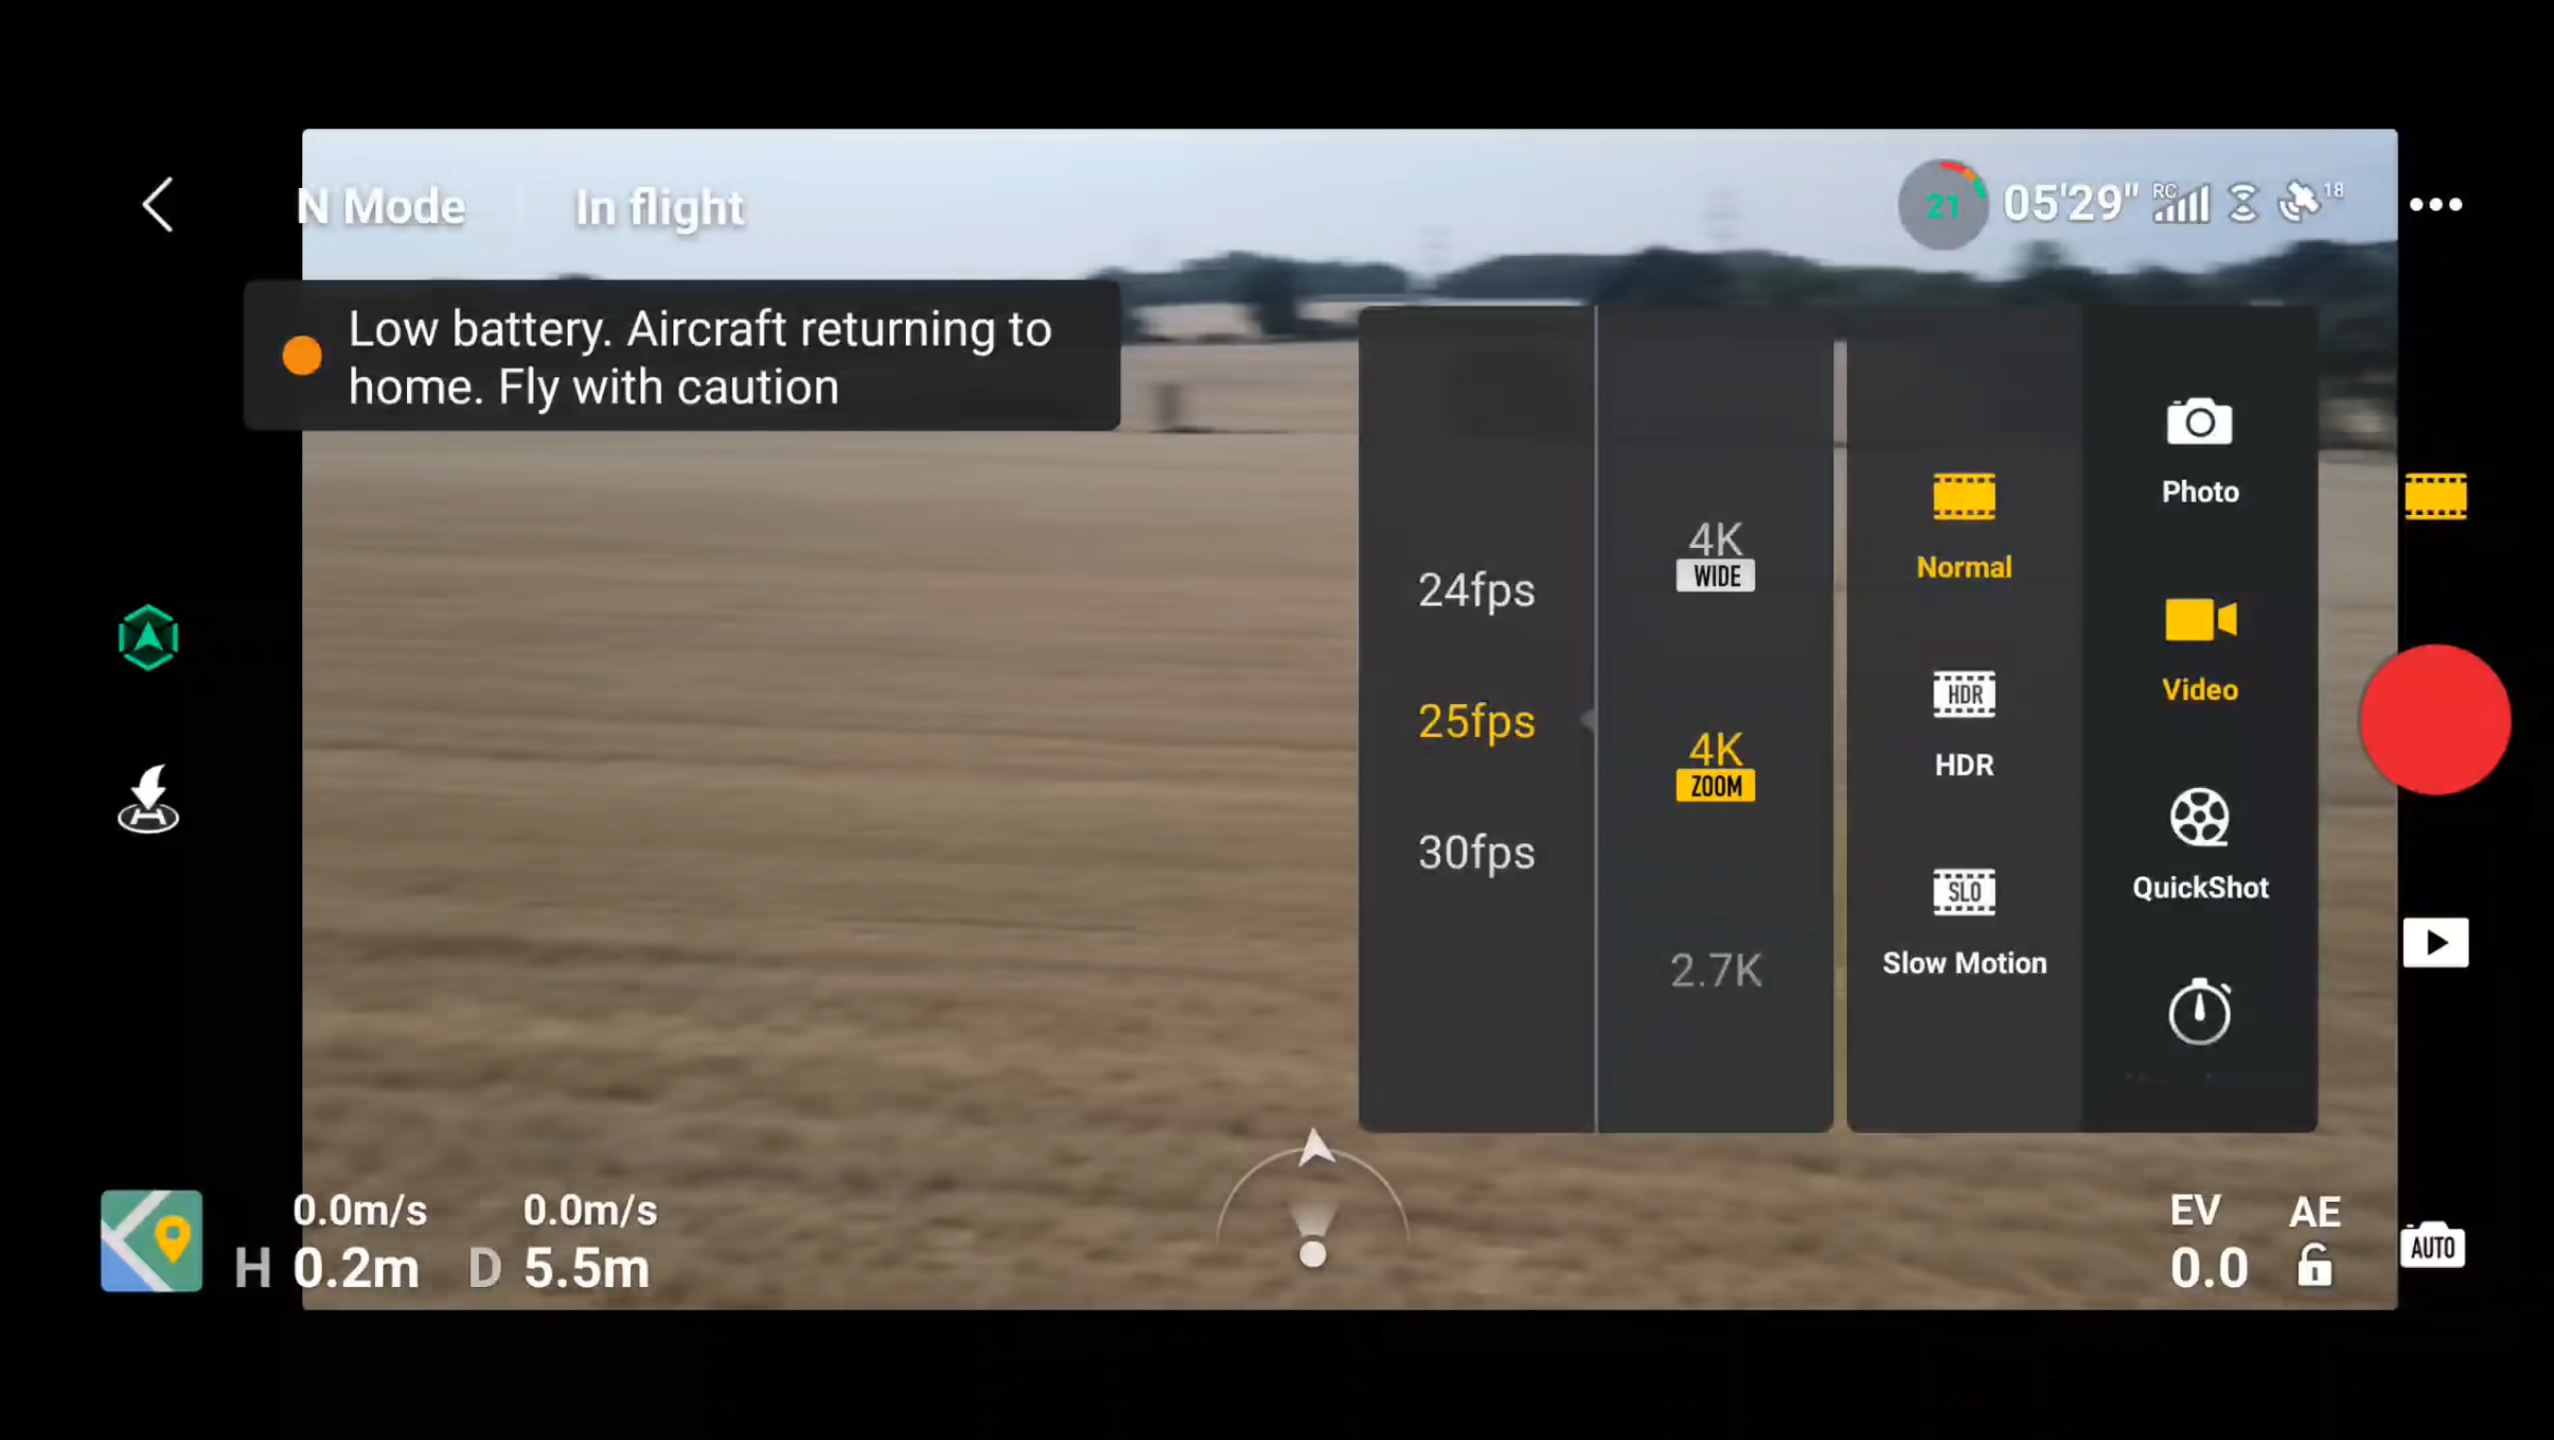 N Mode
In flight
21
05'29"
RC
18
Low battery. Aircraft returning to
home. Fly with caution
24fps
25fps
30fps
4K
WIDE
4K
ZOOM
2.7K
Normal
HDR
HDR
SLO
Slow Motion
Photo
Video
QuickShot
0.0m/s
0.0m/s
H 0.2m
D 5.5m
EV
0.0
AE
AUTO